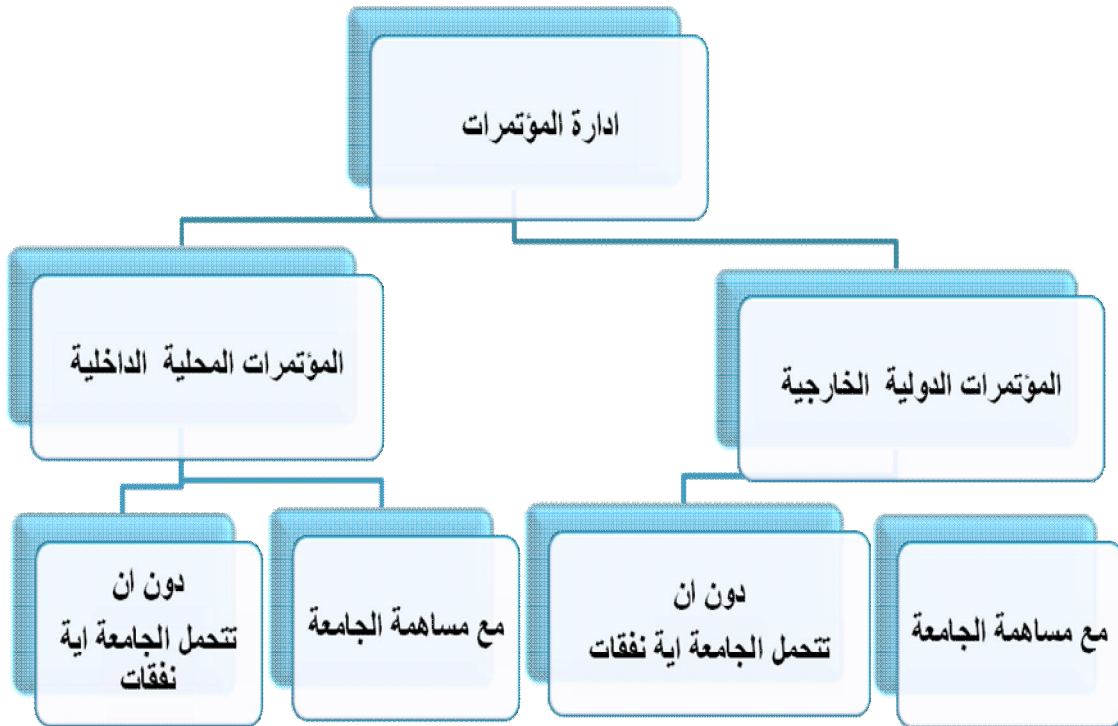 ادارة المؤتمرات
المؤتمرات الدولية الخارجية
المؤتمرات المحلية الداخلية
مع مساهمة الجامعة
دون ان
تتحمل الجامعة اية نفقات
مع مساهمة الجامعة
دون ان
تتحمل الجامعة اية
نفقات